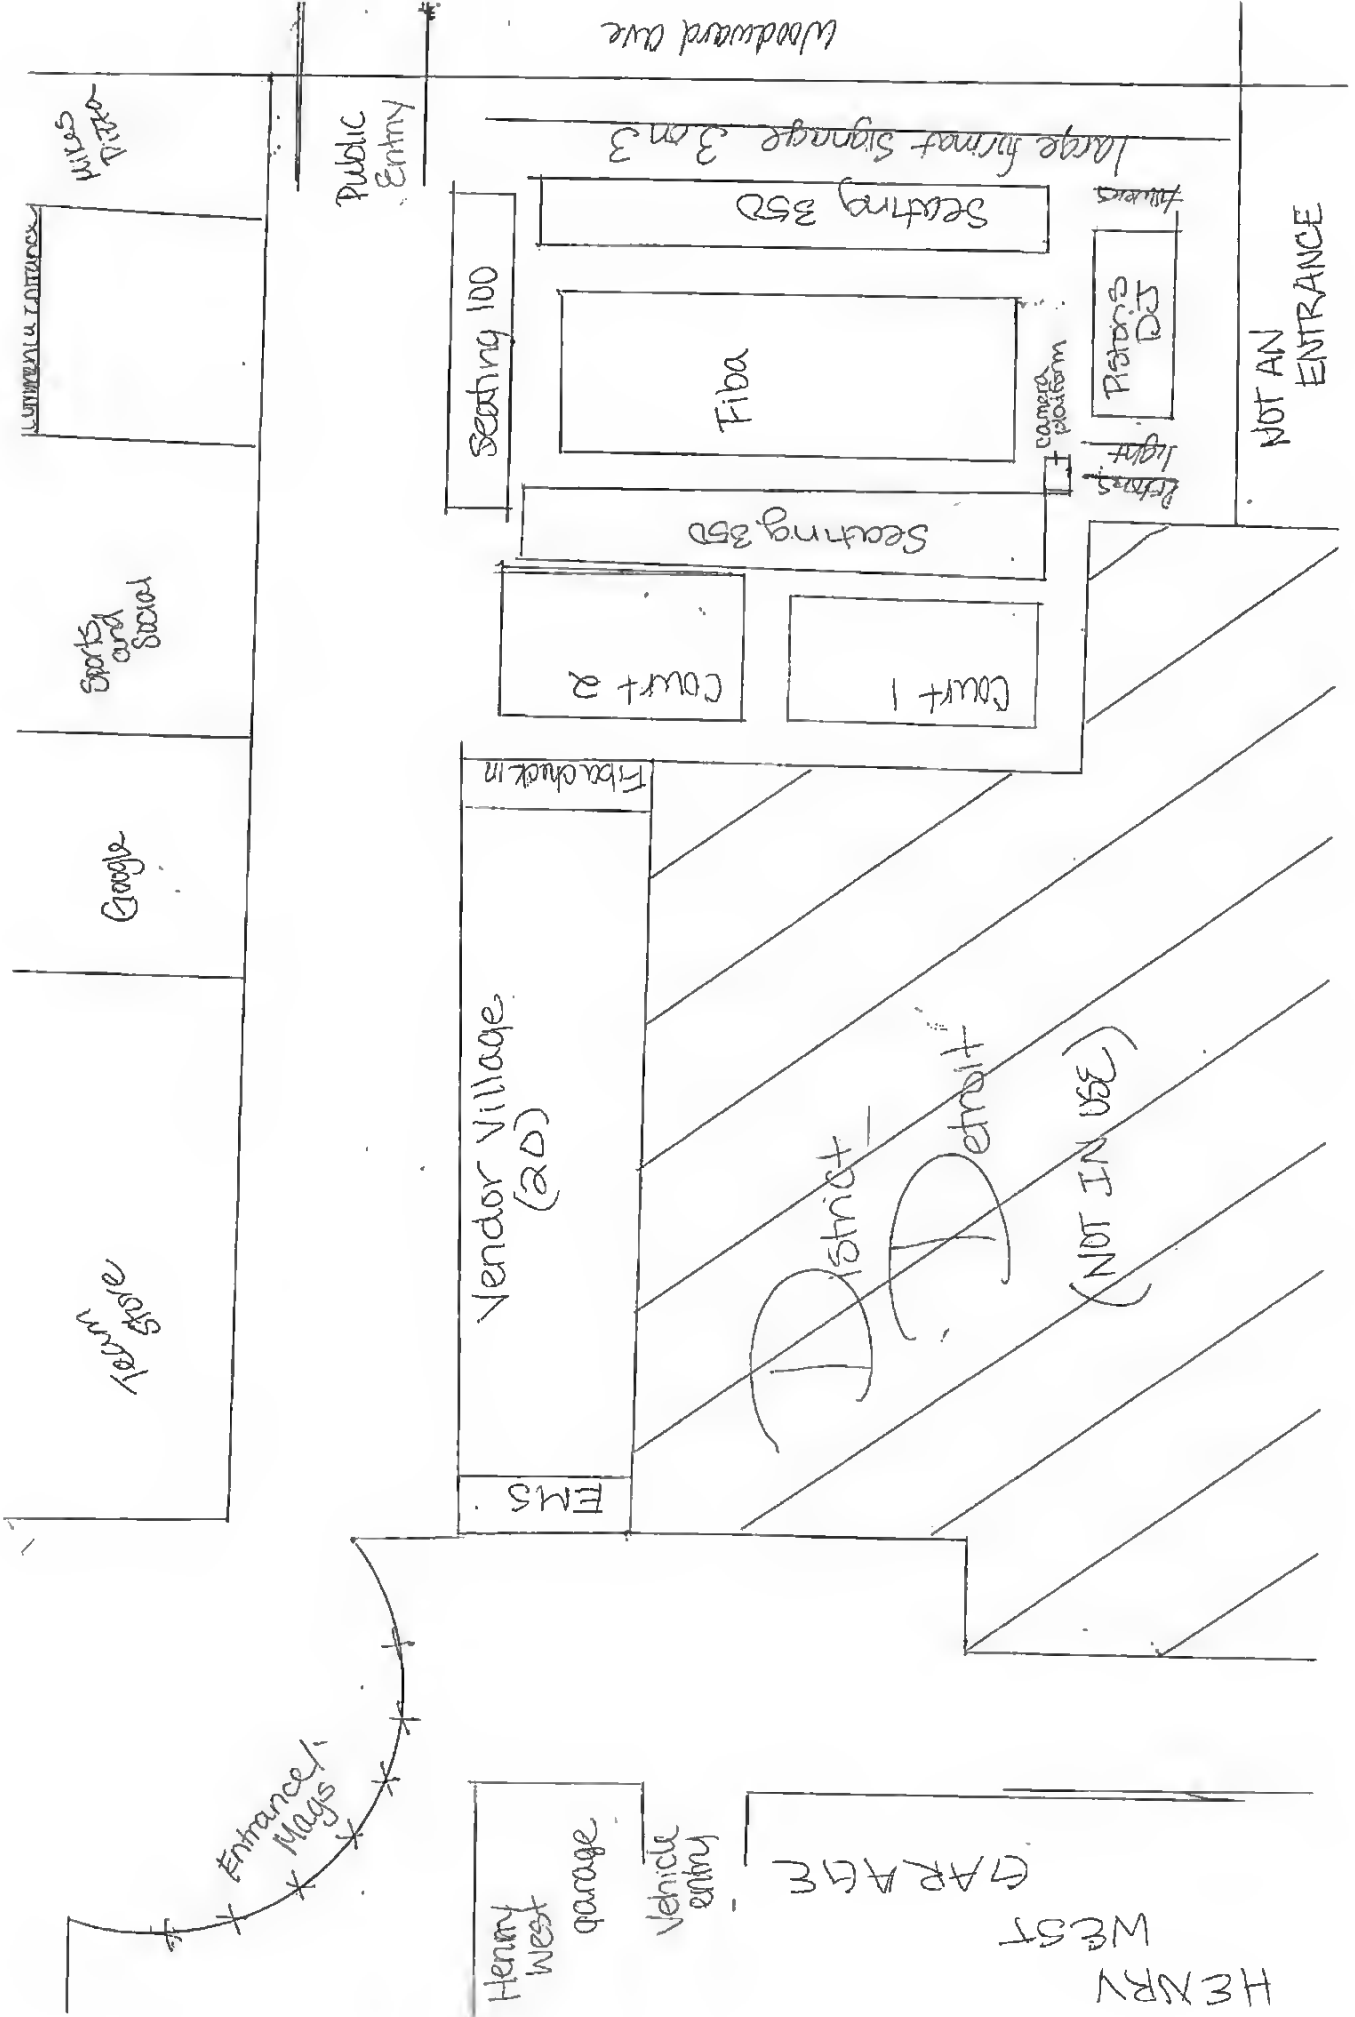 Woodward ave
Mikes
Pizza
Public
Entry
large format Signage 3 on 3
Seating 350
Seating 100
Fiba
camera
platform
Pistons
DJ
light
NOT AN
ENTRANCE
Seating 350
Sports
and
Social
Court 2
Court 1
Fiba check in
Google
Vendor Village
(20)
District
Detroit
(NOT IN USE)
Team
Store
EMS
Entrance/
Mags
Henry
West
garage
Vehicle
entry
HENRY
WEST
GARAGE